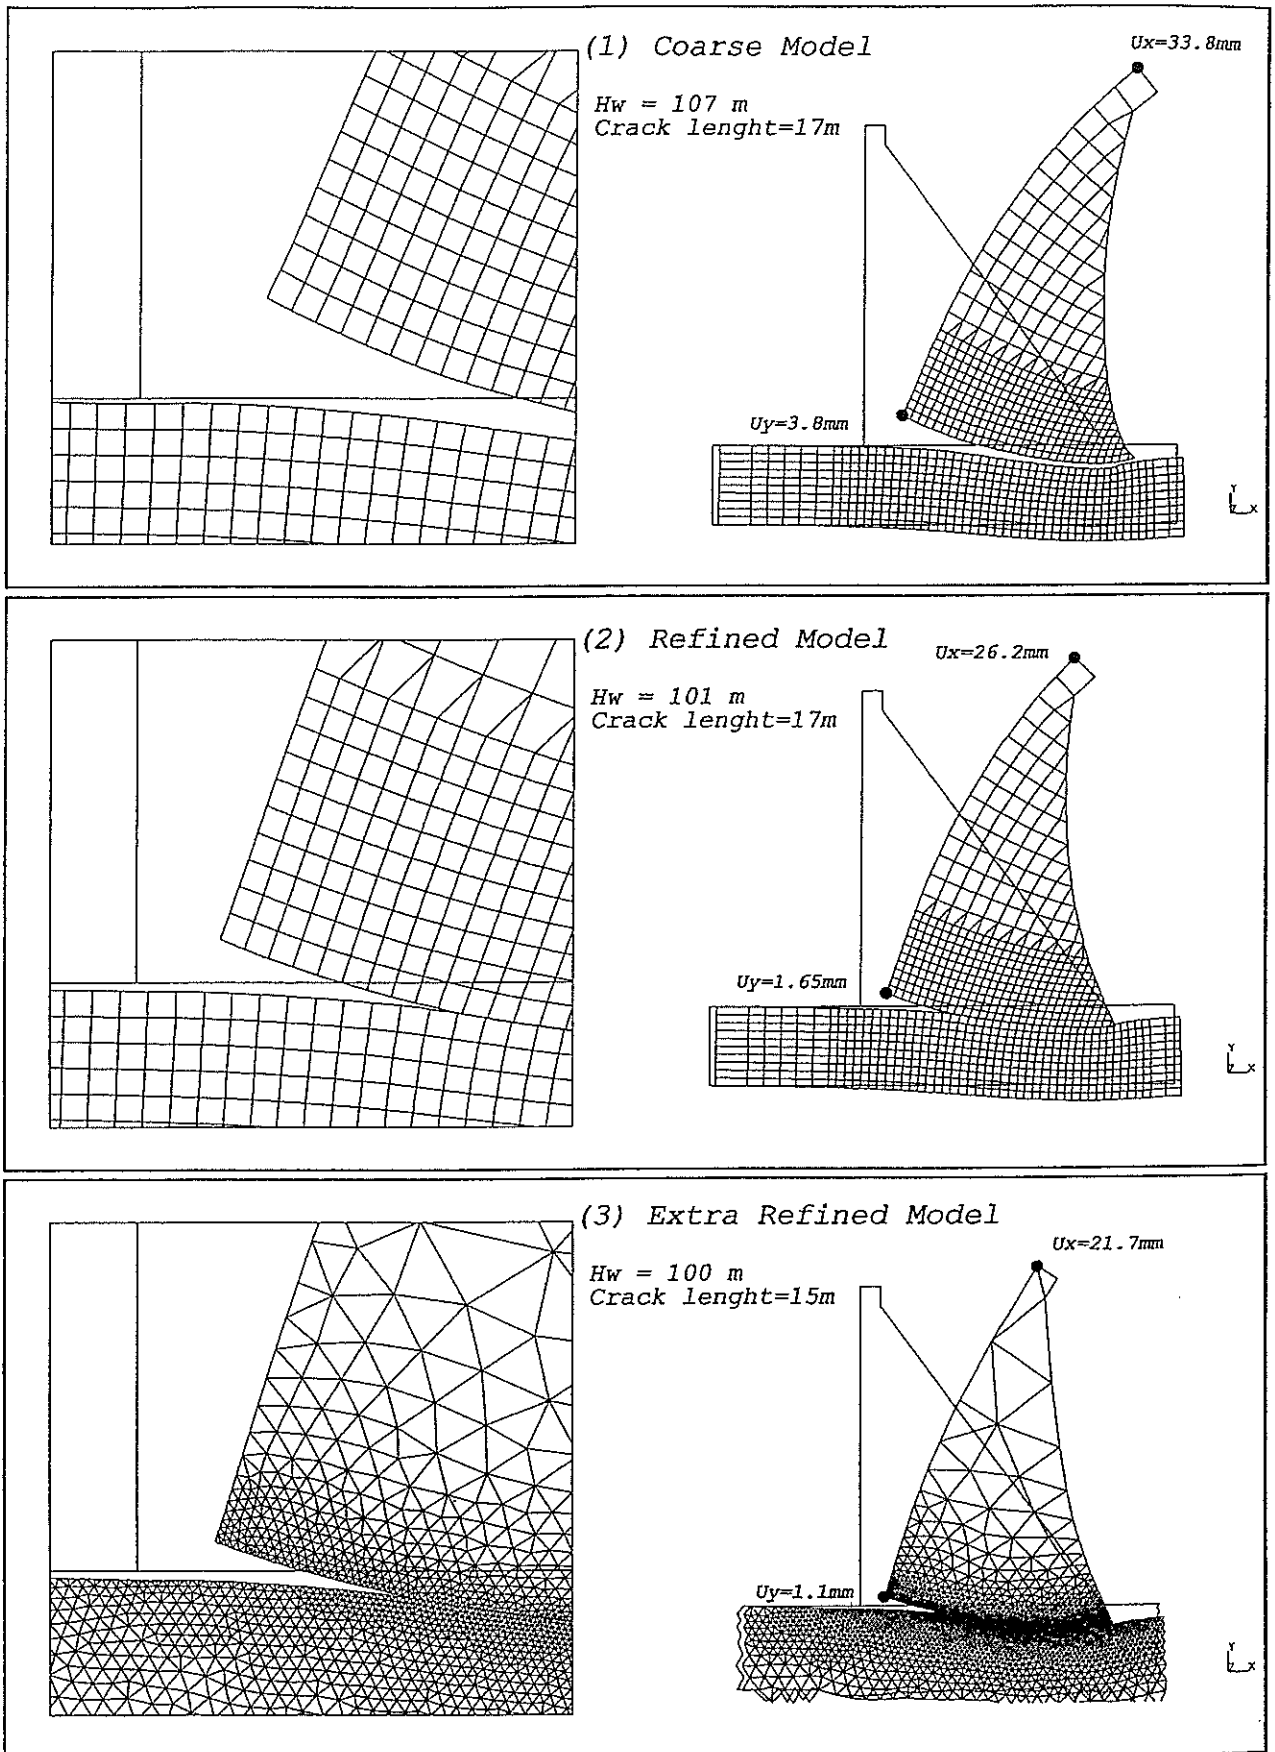 (1) Coarse Model
Ux=33.8mm
Hw = 107 m
Crack lenght=17m
Uy=3.8mm
Y
Z X
(2) Refined Model
Ux=26.2mm
Hw = 101 m
Crack lenght=17m
Uy=1.65mm
Y
Z X
(3) Extra Refined Model
Ux=21.7mm
Hw = 100 m
Crack lenght=15m
Uy=1.1mm
Y
Z X